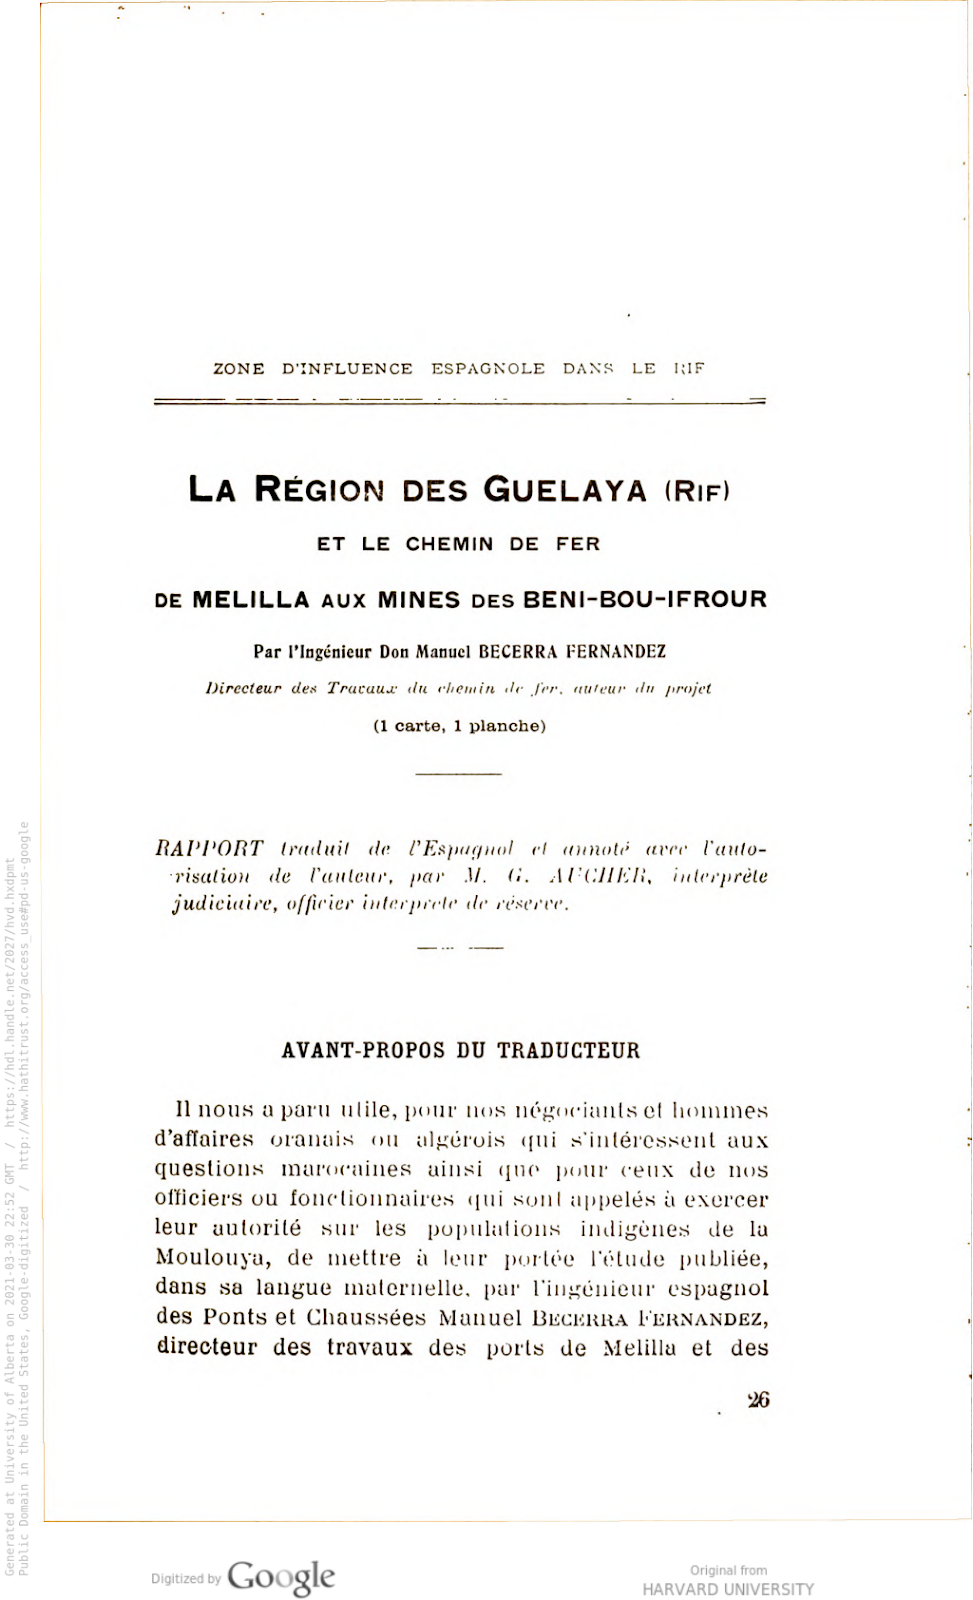 ZONE D'INFLUENCE ESPAGNOLE DANS LE RIF
LA RÉGION DES GUELAYA (RIF)
ET LE CHEMIN DE FER
DE MELILLA AUX MINES DES BENI-BOU-IFROUR
Par l'Ingénieur Don Manuel BECERRA FERNANDEZ
Directeur des Travaux du chemin de fer, auteur du projet
(1 carte, 1 planche)
RAPPORT traduit de l'Espagnol et annoté avec l'auto-
risation de l'auteur, par M. G. AUCHER, interprète
judiciaire, officier interprète de réserve.
AVANT-PROPOS DU TRADUCTEUR
Il nous a paru utile, pour nos négociants et hommes
d'affaires oranais ou algérois qui s'intéressent aux
questions marocaines ainsi que pour ceux de nos
officiers ou fonctionnaires qui sont appelés à exercer
leur autorité sur les populations indigènes de la
Moulouya, de mettre à leur portée l'étude publiée,
dans sa langue maternelle, par l'ingénieur espagnol
des Ponts et Chaussées Manuel BECERRA FERNANDEZ,
directeur des travaux des ports de Melilla et des
26
Generated at University of Alberta on 2021-03-30 22:52 GMT / https://hdl.handle.net/2027/hvd.hxdpmt
Public Domain in the United States, Google-digitized / http://www.hathitrust.org/access_use#pd-us-google
Digitized by Google
Original from
HARVARD UNIVERSITY